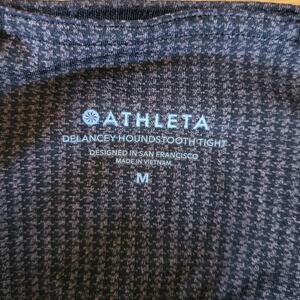 ATHLETA
DELANCEY HOUNDSTOOTH TIGHT
DESIGNED IN SAN FRANCISCO
MADE IN VIETNAM
M